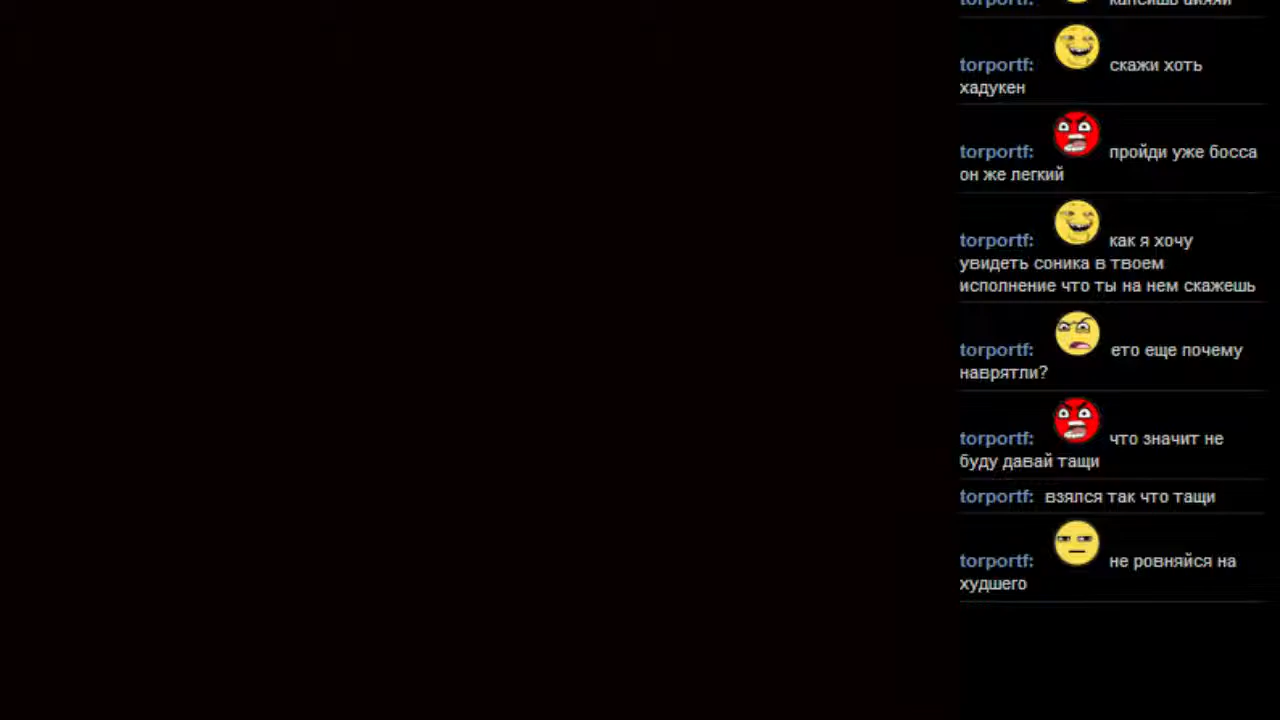 torportf:
torportf: скажи хоть
хадукен
torportf: пройди уже босса
он же легкий
torportf: как я хочу
увидеть соника в твоем
исполнение что ты на нем скажешь
torportf: ето еще почему
наврятли?
torportf: что значит не
буду давай тащи
torportf: взялся так что тащи
torportf: не ровняйся на
худшего